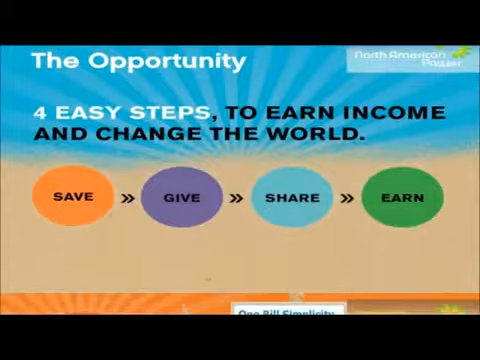 The Opportunity
North American
Power
4 EASY STEPS, TO EARN INCOME
AND CHANGE THE WORLD.
SAVE » GIVE » SHARE » EARN
One Bill Simplicity